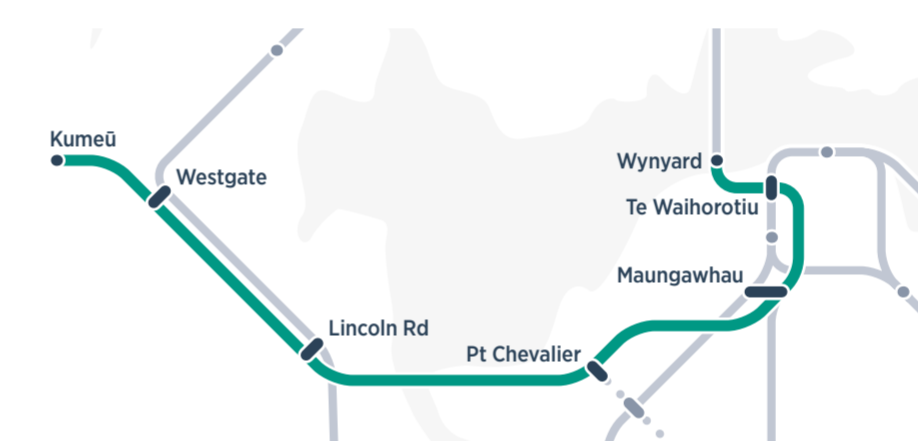 Kumeū
Westgate
Wynyard
Te Waihorotiu
Maungawhau
Lincoln Rd
Pt Chevalier